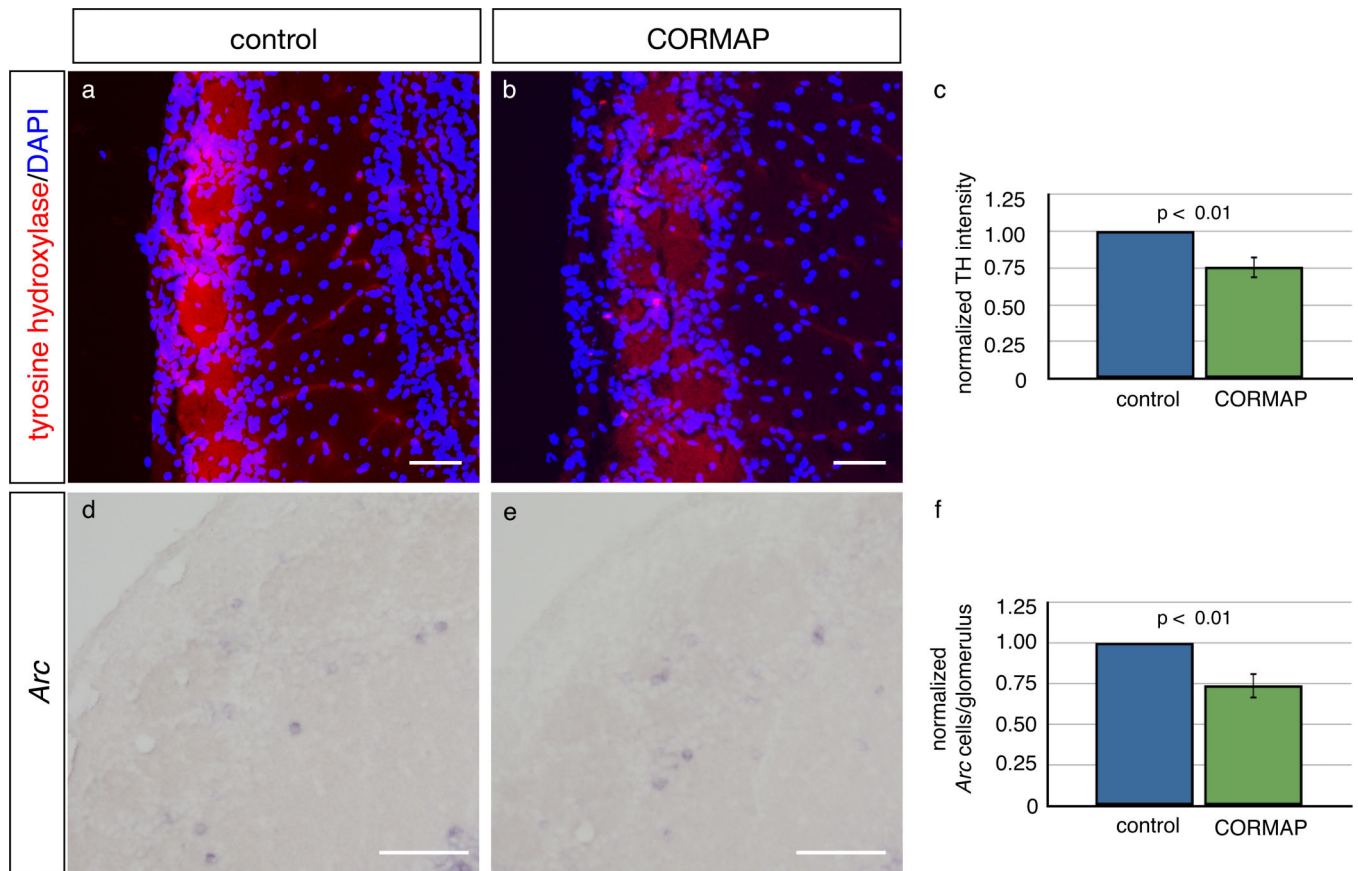 control
CORMAP
tyrosine hydroxylase/DAPI
a
b
c
normalized TH intensity
1.25
1.00
0.75
0.50
0.25
0
p < 0.01
control
CORMAP
Arc
d
e
f
normalized
Arc cells/glomerulus
1.25
1.00
0.75
0.50
0.25
0
p < 0.01
control
CORMAP